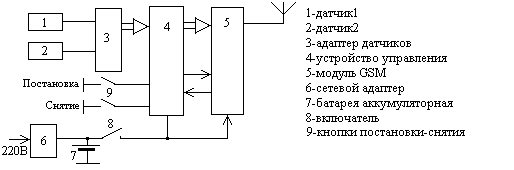 1
2
3
4
5
Постановка
Снятие
9
8
220В
6
7
1-датчик1
2-датчик2
3-адаптер датчиков
4-устройство управления
5-модуль GSM
6-сетевой адаптер
7-батарея аккумуляторная
8-включатель
9-кнопки постановки-снятия